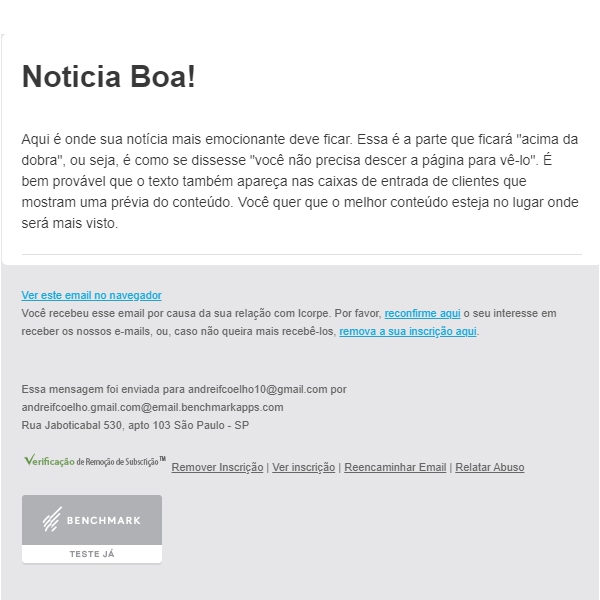 Noticia Boa!
Aqui é onde sua notícia mais emocionante deve ficar. Essa é a parte que ficará "acima da
dobra", ou seja, é como se dissesse "você não precisa descer a página para vê-lo". É
bem provável que o texto também apareça nas caixas de entrada de clientes que
mostram uma prévia do conteúdo. Você quer que o melhor conteúdo esteja no lugar onde
será mais visto.
Ver este email no navegador
Você recebeu esse email por causa da sua relação com Icorpe. Por favor, reconfirme aqui o seu interesse em
receber os nossos e-mails, ou, caso não queira mais recebê-los, remova a sua inscrição aqui.
Essa mensagem foi enviada para andreifcoelho10@gmail.com por
andreifcoelho.gmail.com@email.benchmarkapps.com
Rua Jaboticabal 530, apto 103 São Paulo - SP
Verificação de Remoção de Subscrição™ Remover Inscrição | Ver inscrição | Reencaminhar Email | Relatar Abuso
BENCHMARK
TESTE JÁ